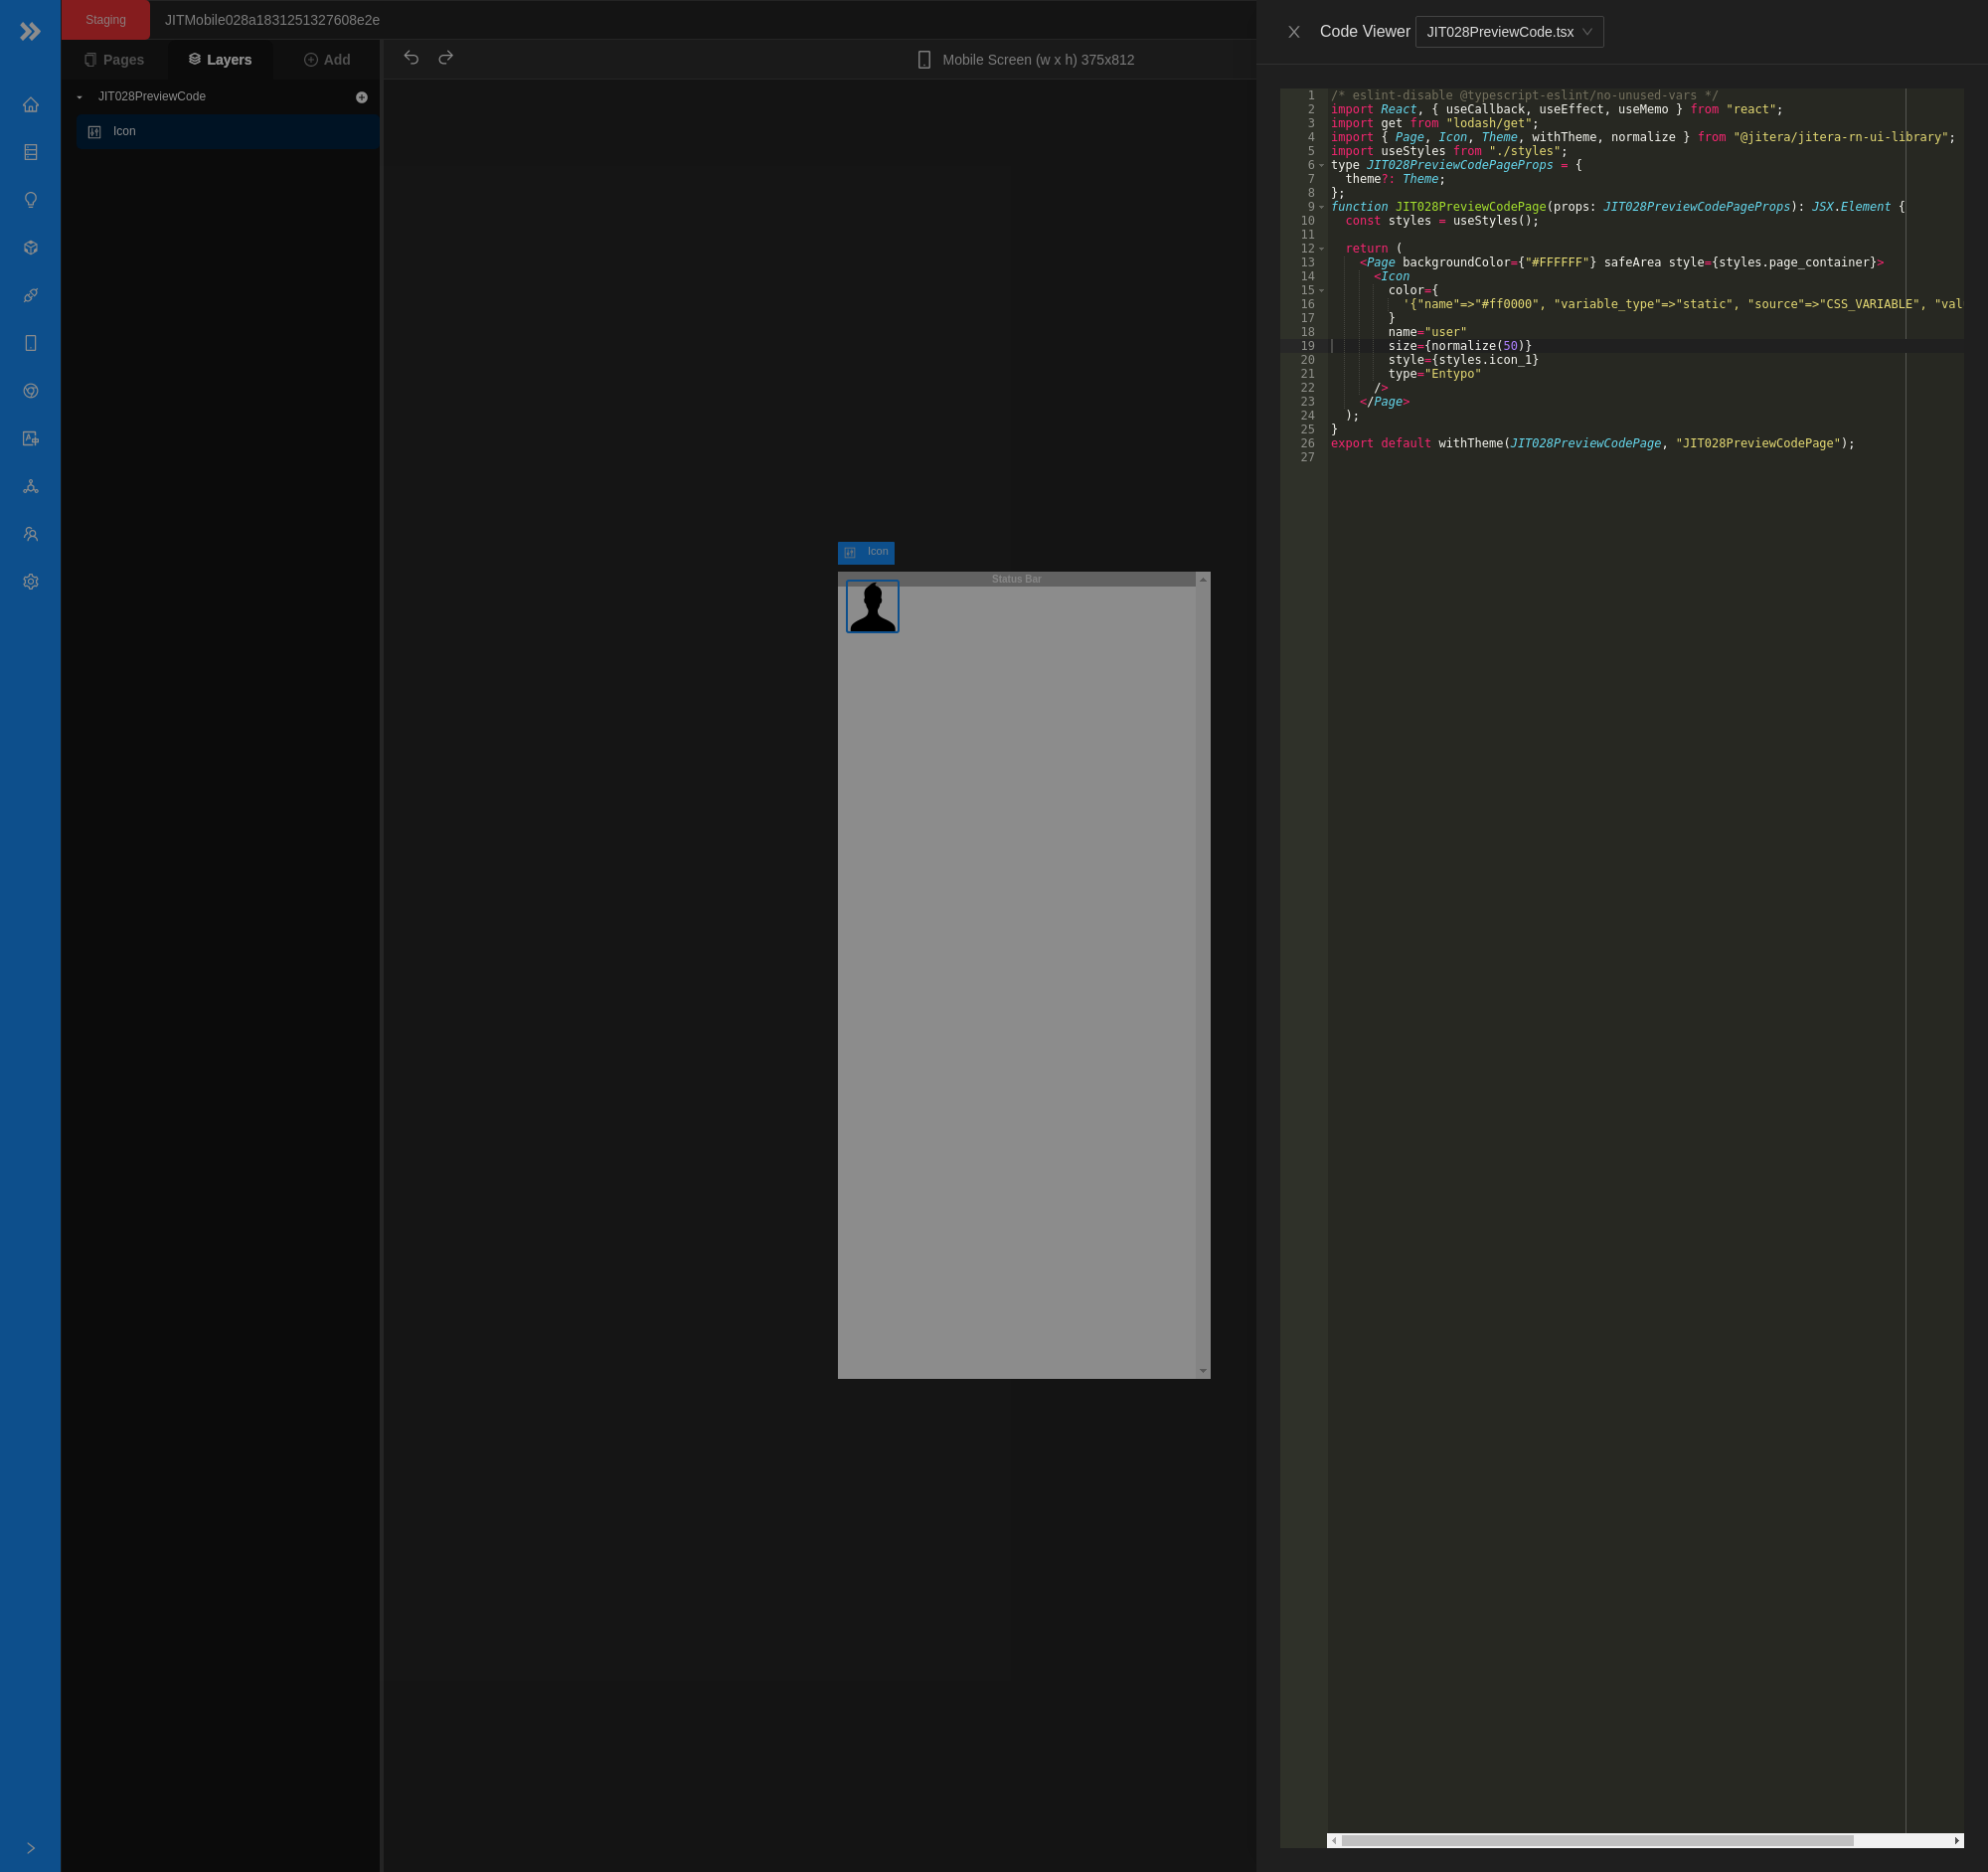 Staging
JITMobile028a1831251327608e2e
Pages
Layers
Add
JIT028PreviewCode
Icon
Mobile Screen (w x h) 375x812
Icon
Status Bar
Code Viewer
JIT028PreviewCode.tsx
1 /* eslint-disable @typescript-eslint/no-unused-vars */
2 import React, { useCallback, useEffect, useMemo } from "react";
3 import get from "lodash/get";
4 import { Page, Icon, Theme, withTheme, normalize } from "@jitera/jitera-rn-ui-library";
5 import useStyles from "./styles";
6 type JIT028PreviewCodePageProps = {
7   theme?: Theme;
8 };
9 function JIT028PreviewCodePage(props: JIT028PreviewCodePageProps): JSX.Element {
10   const styles = useStyles();
11
12   return (
13     <Page backgroundColor={"#FFFFFF"} safeArea style={styles.page_container}>
14       <Icon
15         color={
16           '{"name"=>"#ff0000", "variable_type"=>"static", "source"=>"CSS_VARIABLE", "val
17         }
18         name="user"
19         size={normalize(50)}
20         style={styles.icon_1}
21         type="Entypo"
22       />
23     </Page>
24   );
25 }
26 export default withTheme(JIT028PreviewCodePage, "JIT028PreviewCodePage");
27